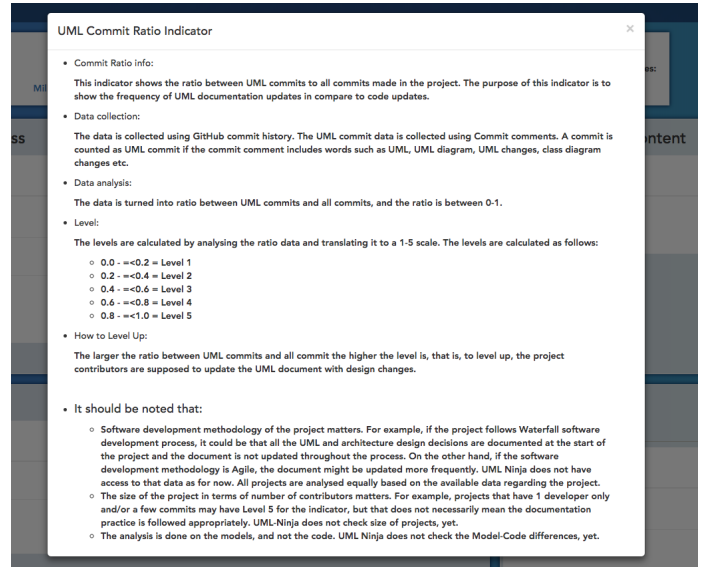 UML Commit Ratio Indicator
×
es:
Mil
ss
ontent
• Commit Ratio info:
This indicator shows the ratio between UML commits to all commits made in the project. The purpose of this indicator is to
show the frequency of UML documentation updates in compare to code updates.
• Data collection:
The data is collected using GitHub commit history. The UML commit data is collected using Commit comments. A commit is
counted as UML commit if the commit comment includes words such as UML, UML diagram, UML changes, class diagram
changes etc.
• Data analysis:
The data is turned into ratio between UML commits and all commits, and the ratio is between 0-1.
• Level:
The levels are calculated by analysing the ratio data and translating it to a 1-5 scale. The levels are calculated as follows:
◦ 0.0 - =<0.2 = Level 1
◦ 0.2 - =<0.4 = Level 2
◦ 0.4 - =<0.6 = Level 3
◦ 0.6 - =<0.8 = Level 4
◦ 0.8 - =<1.0 = Level 5
• How to Level Up:
The larger the ratio between UML commits and all commit the higher the level is, that is, to level up, the project
contributors are supposed to update the UML document with design changes.
• It should be noted that:
◦ Software development methodology of the project matters. For example, if the project follows Waterfall software
development process, it could be that all the UML and architecture design decisions are documented at the start of
the project and the document is not updated throughout the process. On the other hand, if the software
development methodology is Agile, the document might be updated more frequently. UML Ninja does not have
access to that data as for now. All projects are analysed equally based on the available data regarding the project.
◦ The size of the project in terms of number of contributors matters. For example, projects that have 1 developer only
and/or a few commits may have Level 5 for the indicator, but that does not necessarily mean the documentation
practice is followed appropriately. UML-Ninja does not check size of projects, yet.
◦ The analysis is done on the models, and not the code. UML Ninja does not check the Model-Code differences, yet.